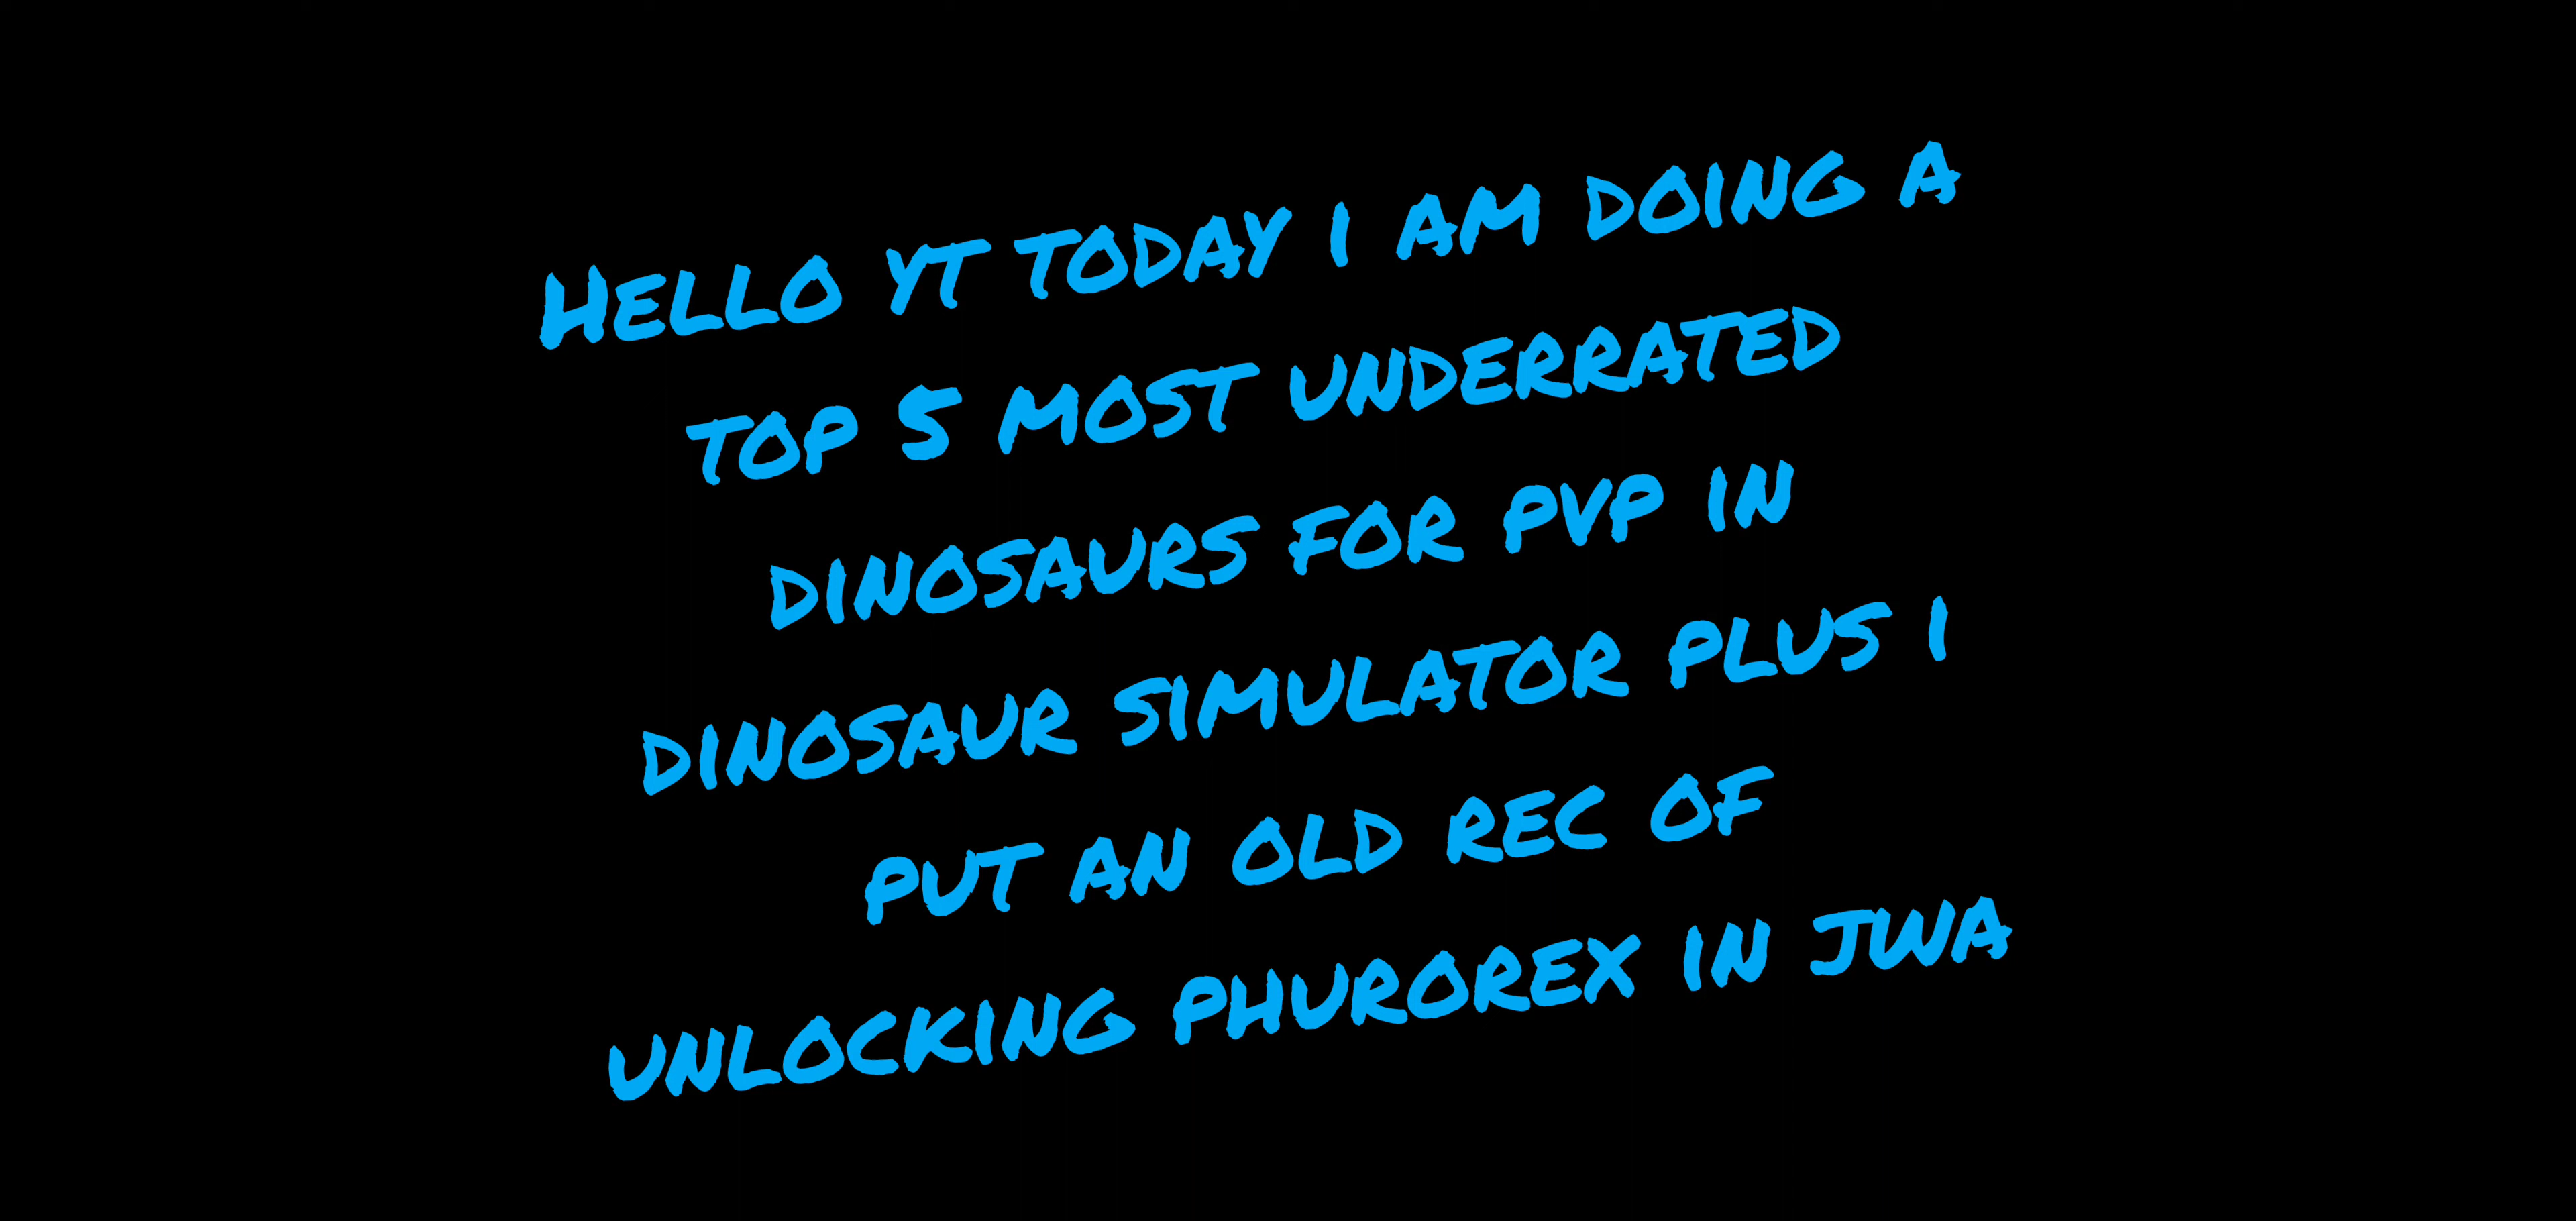 Hello yt today i am doing a
top 5 most underrated
dinosaurs for pvp in
dinosaur simulator plus i
put an old rec of
unlocking phurorex in jwa